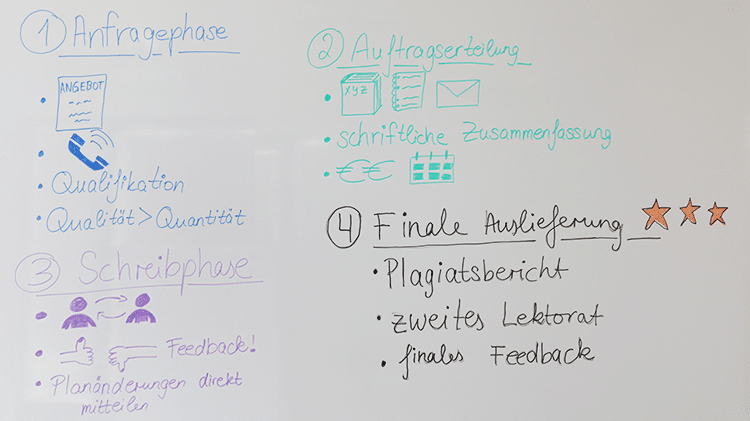 ① Anfragephase
ANGEBOT
• Qualifikation
• Qualität > Quantität
② Auftragserteilung
XYZ
• schriftliche Zusammenfassung
• €€
③ Schreibphase
• Feedback!
• Planänderungen direkt
mitteilen
④ Finale Auslieferung
• Plagiatsbericht
• zweites Lektorat
• finales Feedback